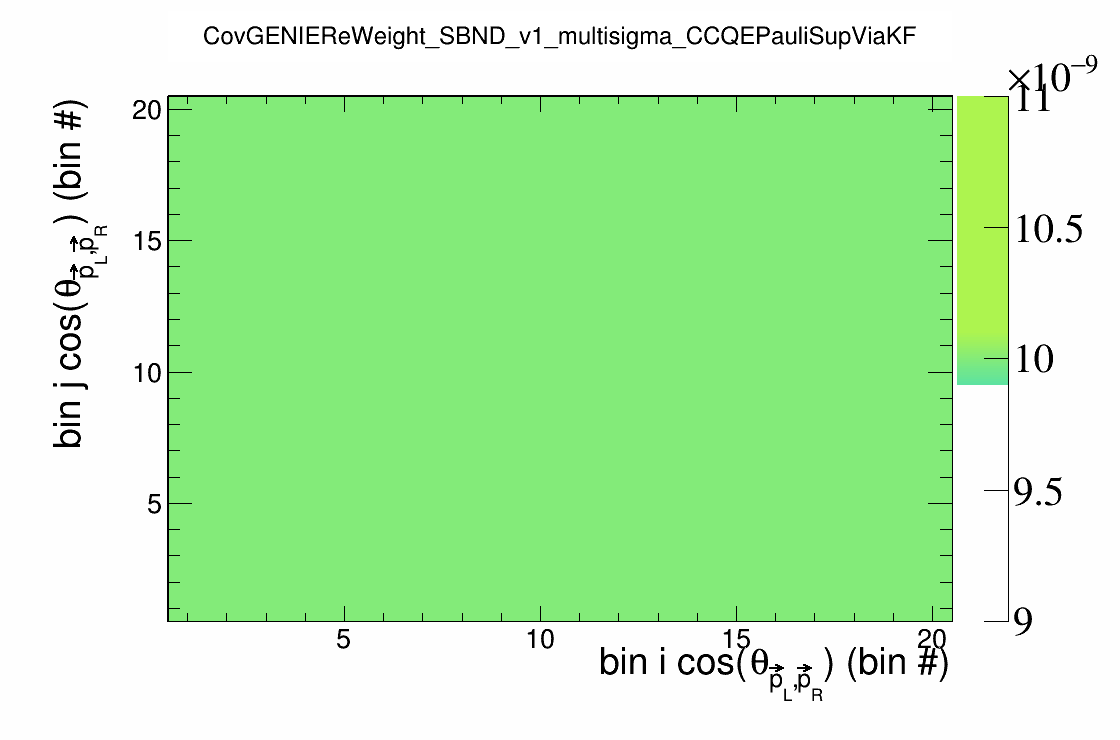 CovGENIEReWeight_SBND_v1_multisigma_CCQEPauliSupViaKF
×10⁻⁹
bin j cos(θ_{p⃗_L,p⃗_R}) (bin #)
20
15
10
5
5 10 15 20
bin i cos(θ_{p⃗_L,p⃗_R}) (bin #)
11
10.5
10
9.5
9